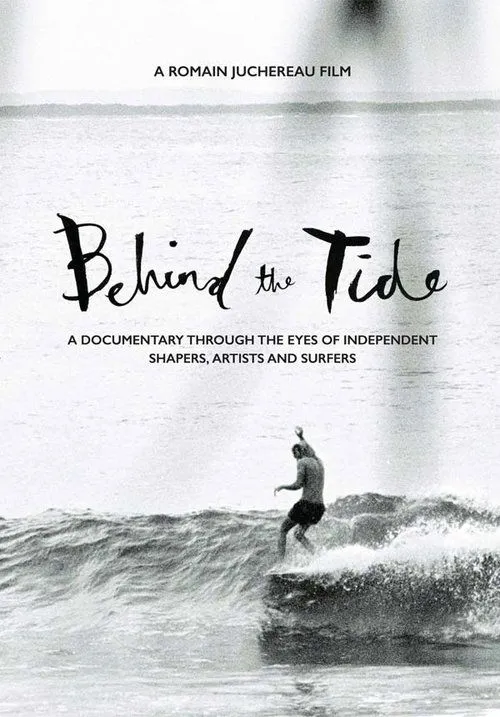 A ROMAIN JUCHEREAU FILM
Behind the Tide
A DOCUMENTARY THROUGH THE EYES OF INDEPENDENT
SHAPERS, ARTISTS AND SURFERS